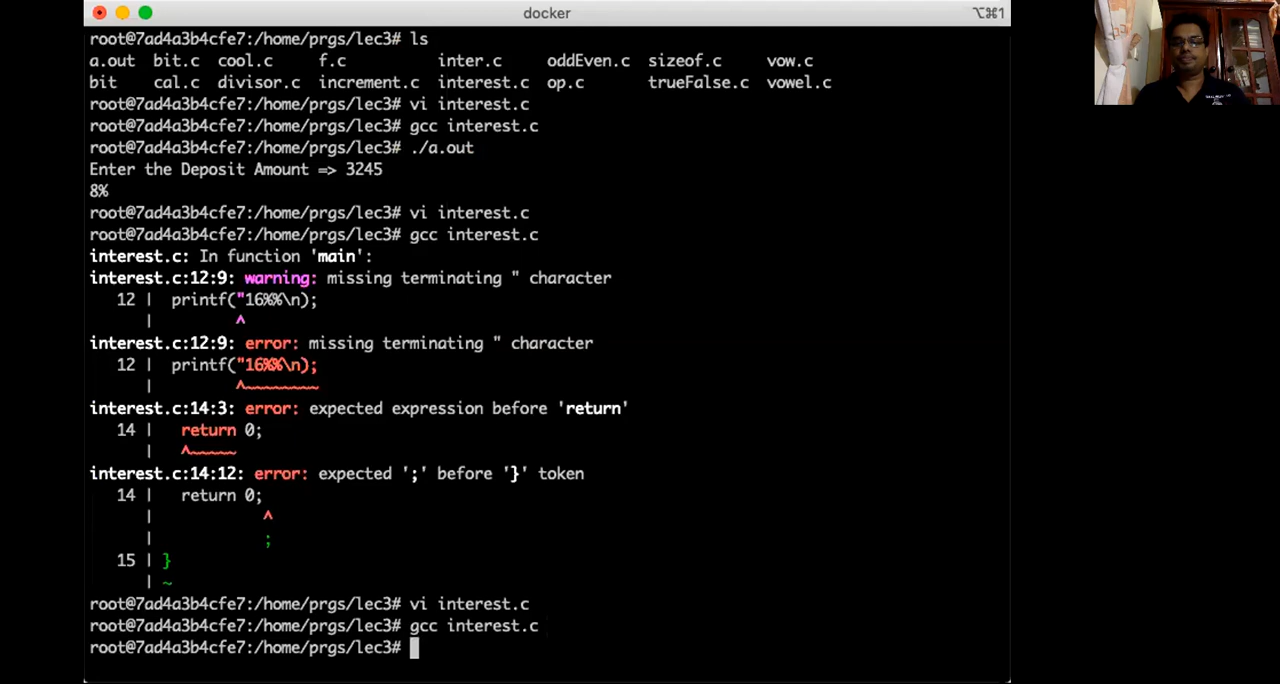 docker
⌥⌘1
root@7ad4a3b4cfe7:/home/prgs/lec3# ls
a.out bit.c cool.c f.c inter.c oddEven.c sizeof.c vow.c
bit cal.c divisor.c increment.c interest.c op.c trueFalse.c vowel.c
root@7ad4a3b4cfe7:/home/prgs/lec3# vi interest.c
root@7ad4a3b4cfe7:/home/prgs/lec3# gcc interest.c
root@7ad4a3b4cfe7:/home/prgs/lec3# ./a.out
Enter the Deposit Amount => 3245
8%
root@7ad4a3b4cfe7:/home/prgs/lec3# vi interest.c
root@7ad4a3b4cfe7:/home/prgs/lec3# gcc interest.c
interest.c: In function 'main':
interest.c:12:9: warning: missing terminating " character
12 | printf("16%%\n);
| ^
interest.c:12:9: error: missing terminating " character
12 | printf("16%%\n);
| ^~~~~~~~~
interest.c:14:3: error: expected expression before 'return'
14 | return 0;
| ^~~~~~
interest.c:14:12: error: expected ';' before '}' token
14 | return 0;
| ^
| ;
15 | }
| ~
root@7ad4a3b4cfe7:/home/prgs/lec3# vi interest.c
root@7ad4a3b4cfe7:/home/prgs/lec3# gcc interest.c
root@7ad4a3b4cfe7:/home/prgs/lec3#